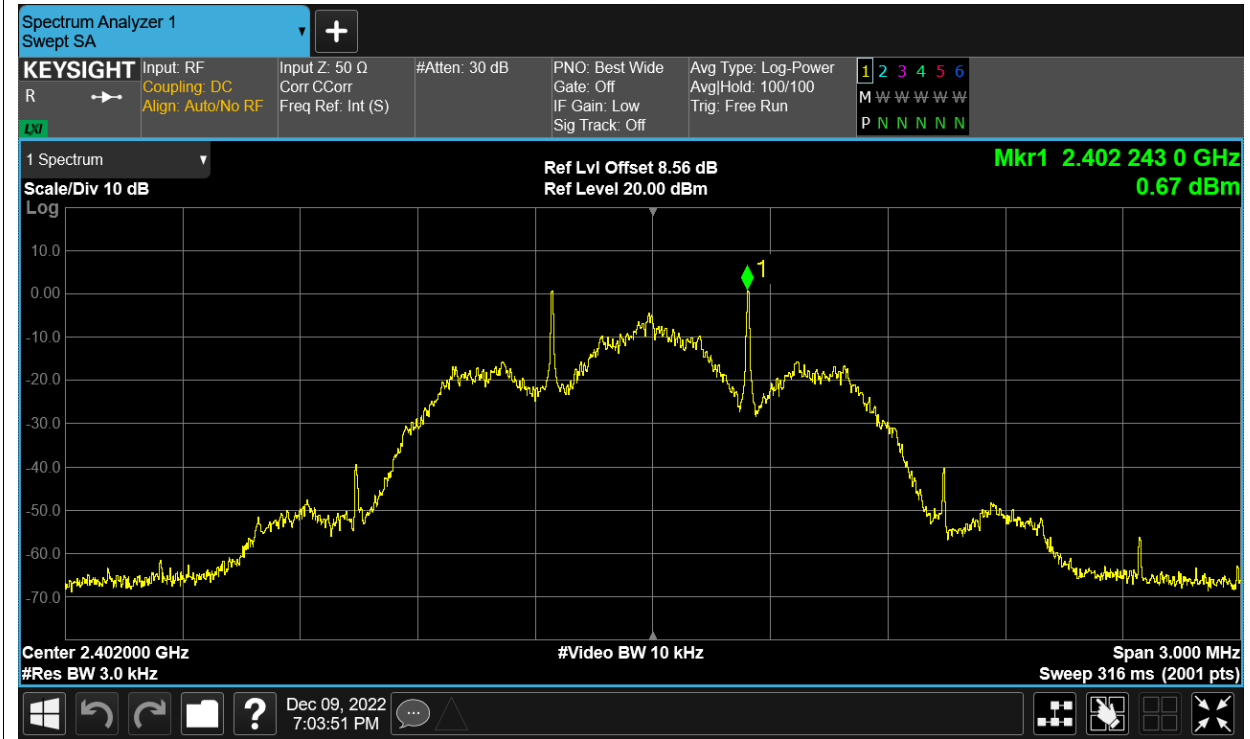 Spectrum Analyzer 1
Swept SA
KEYSIGHT
R
LXI
Input: RF
Coupling: DC
Align: Auto/No RF
Input Z: 50 Ω
Corr CCorr
Freq Ref: Int (S)
#Atten: 30 dB
PNO: Best Wide
Gate: Off
IF Gain: Low
Sig Track: Off
Avg Type: Log-Power
Avg|Hold: 100/100
Trig: Free Run
1 2 3 4 5 6
M W W W W W W
P N N N N N N
1 Spectrum
Scale/Div 10 dB
Log
Ref Lvl Offset 8.56 dB
Ref Level 20.00 dBm
Mkr1 2.402 243 0 GHz
0.67 dBm
1
10.0
0.00
-10.0
-20.0
-30.0
-40.0
-50.0
-60.0
-70.0
Center 2.402000 GHz
#Res BW 3.0 kHz
#Video BW 10 kHz
Span 3.000 MHz
Sweep 316 ms (2001 pts)
?
Dec 09, 2022
7:03:51 PM